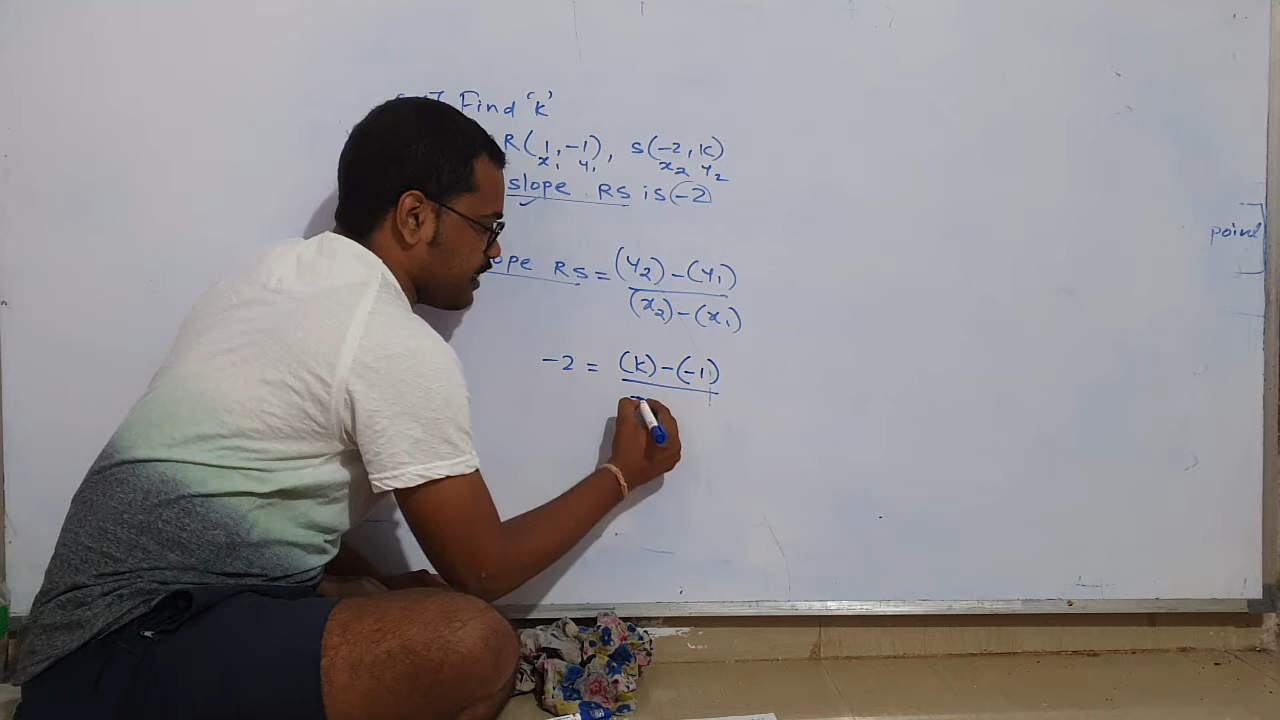 Find 'k'
R(1,-1), S(-2,k)
x₁ y₁ x₂ y₂
slope RS is (-2
ope RS = (y₂)-(y₁)
(x₂)-(x₁)
-2 = (k)-(-1)
point